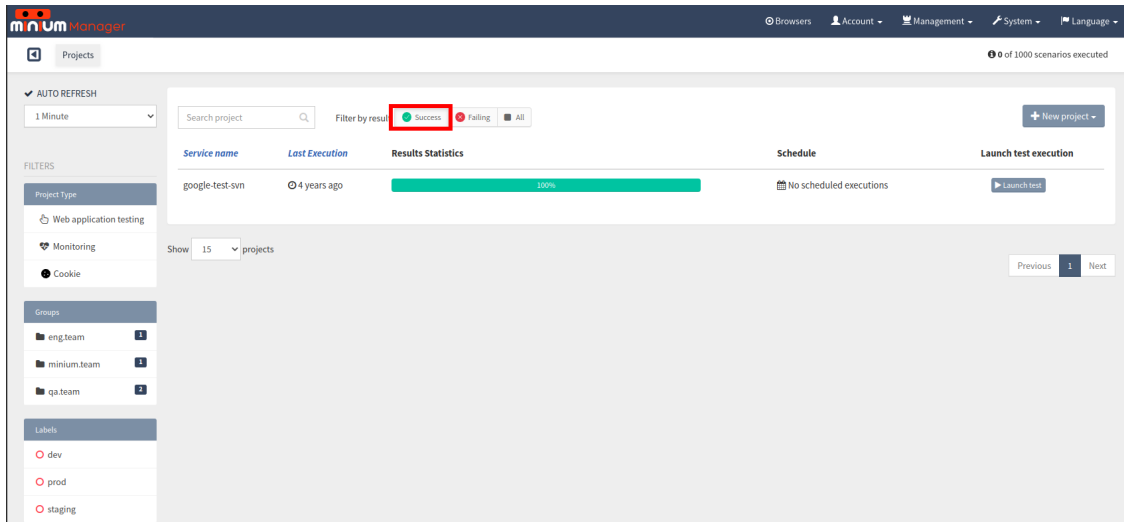 minium Manager
Browsers Account Management System Language
Projects
0 of 1000 scenarios executed
AUTO REFRESH
1 Minute
Search project
Filter by result
Success Failing All
New project
Service name Last Execution Results Statistics Schedule Launch test execution
google-test-svn 4 years ago 100% No scheduled executions Launch test
FILTERS
Project Type
Web application testing
Monitoring
Cookie
Show 15 projects
Previous 1 Next
Groups
eng.team 1
minium.team 1
qa.team 2
Labels
dev
prod
staging